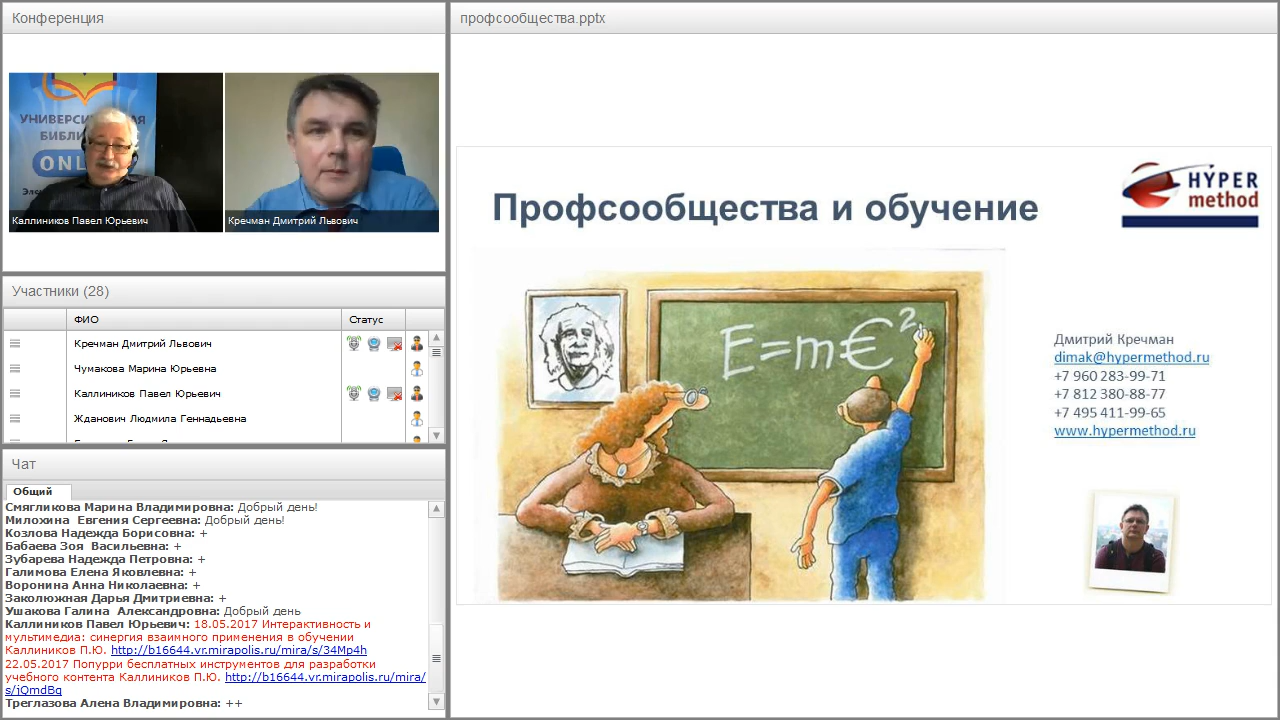 Конференция
УНИВЕРСИ
АЯ
БИБЛИО
ONL
Каллиников Павел Юрьевич
Кречман Дмитрий Львович
Участники (28)
ФИО
Статус
Кречман Дмитрий Львович
Чумакова Марина Юрьевна
Каллиников Павел Юрьевич
Жданович Людмила Геннадьевна
Чат
Общий
Смягликова Марина Владимировна: Добрый день!
Милохина Евгения Сергеевна: Добрый день!
Козлова Надежда Борисовна: +
Бабаева Зоя Васильевна: +
Зубарева Надежда Петровна: +
Галимова Елена Яковлевна: +
Воронина Анна Николаевна: +
Заколюжная Дарья Дмитриевна: +
Ушакова Галина Александровна: Добрый день
Каллиников Павел Юрьевич: 18.05.2017 Интерактивность и
мультимедиа: синергия взаимного применения в обучении
Каллиников П.Ю. http://b16644.vr.mirapolis.ru/mira/s/34Mp4h
22.05.2017 Попурри бесплатных инструментов для разработки
учебного контента Каллиников П.Ю. http://b16644.vr.mirapolis.ru/mira/
s/jQmdBq
Треглазова Алена Владимировна: ++
профсообщества.pptx
Профсообщества и обучение
HYPER
method
E=m€²
Дмитрий Кречман
dimak@hypermethod.ru
+7 960 283-99-71
+7 812 380-88-77
+7 495 411-99-65
www.hypermethod.ru